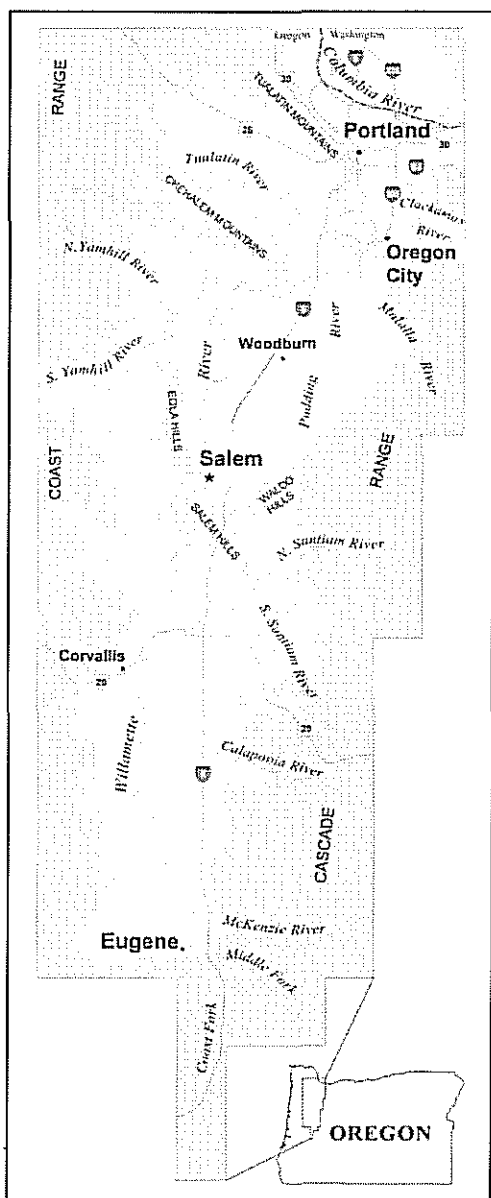 Oregon
Washington
RANGE
30
Columbia River
TUALATIN MOUNTAINS
26
Portland
30
Tualatin River
CHEHALEM MOUNTAINS
Clackamas
River
Oregon
City
N. Yamhill River
River
Molalla
River
Woodburn
S. Yamhill River
River
Pudding
EOLA HILLS
COAST
Salem
RANGE
WALDO
HILLS
SALEM HILLS
N. Santiam River
S. Santiam River
Corvallis
20
20
Willamette
Calapooia River
CASCADE
McKenzie River
Eugene
Middle Fork
Coast Fork
OREGON